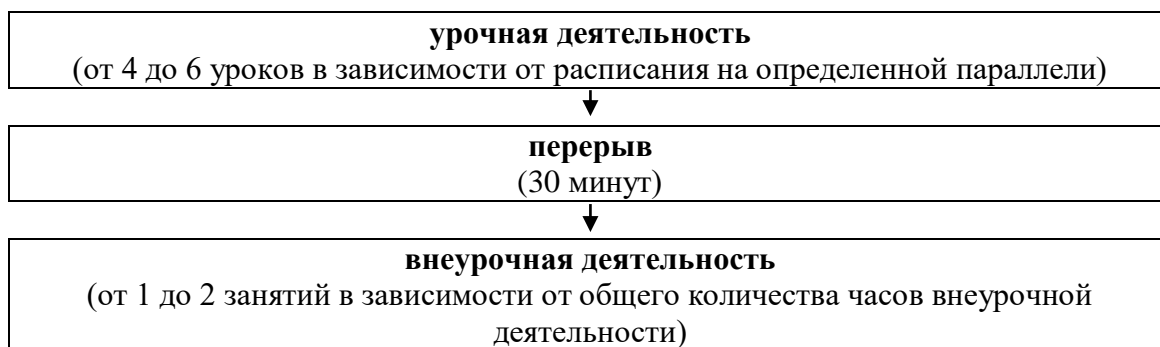 урочная деятельность
(от 4 до 6 уроков в зависимости от расписания на определенной параллели)
перерыв
(30 минут)
внеурочная деятельность
(от 1 до 2 занятий в зависимости от общего количества часов внеурочной
деятельности)